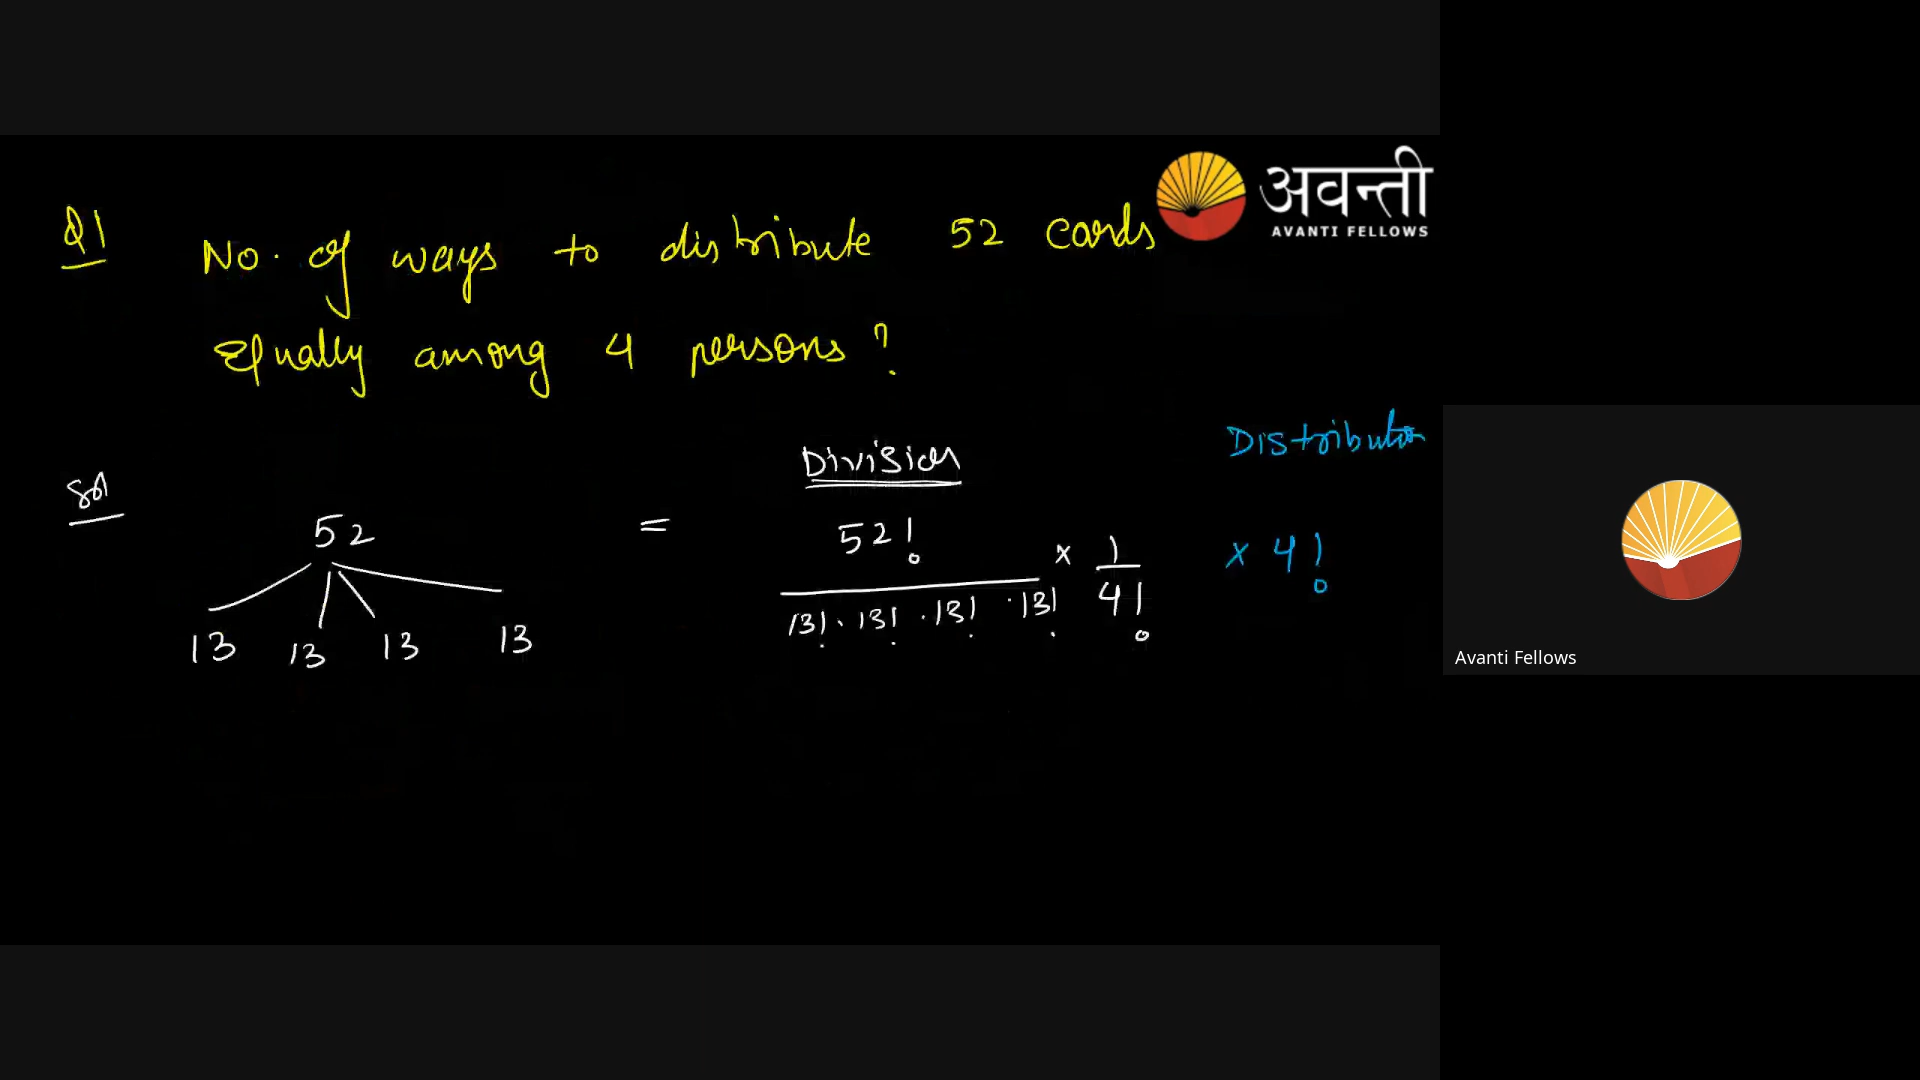 Q1 No. of ways to distribute 52 cards
Equally among 4 persons?
अवन्ती
AVANTI FELLOWS
Sol
52
13 13 13 13
=
Division
52!
13! . 13! . 13! . 13!
x 1
4!
Distribution
x 4!
Avanti Fellows